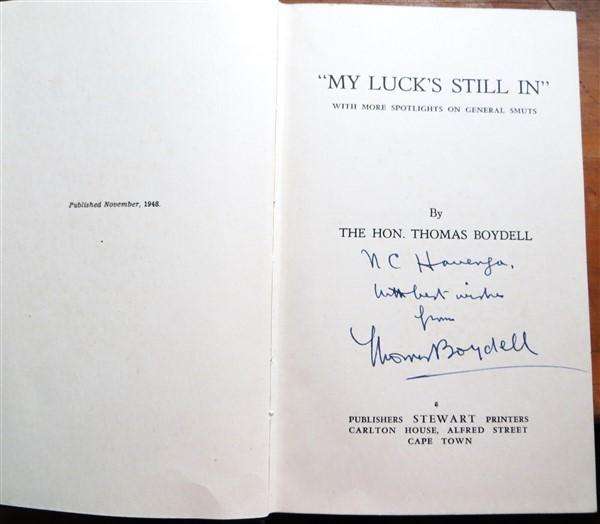 Published November, 1948.
"MY LUCK'S STILL IN"
WITH MORE SPOTLIGHTS ON GENERAL SMUTS
By
THE HON. THOMAS BOYDELL
N C Havenga.
With best wishes
from
Thomas Boydell
PUBLISHERS STEWART PRINTERS
CARLTON HOUSE, ALFRED STREET
CAPE TOWN